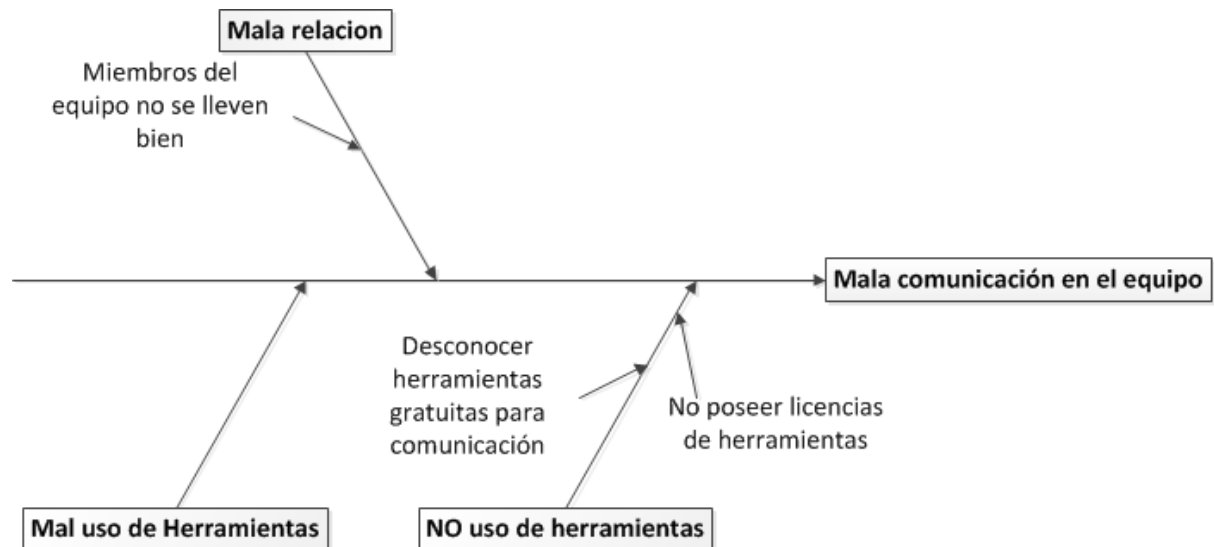 Mala relacion
Miembros del
equipo no se lleven
bien
Mala comunicación en el equipo
Desconocer
herramientas
gratuitas para
comunicación
No poseer licencias
de herramientas
Mal uso de Herramientas
NO uso de herramientas